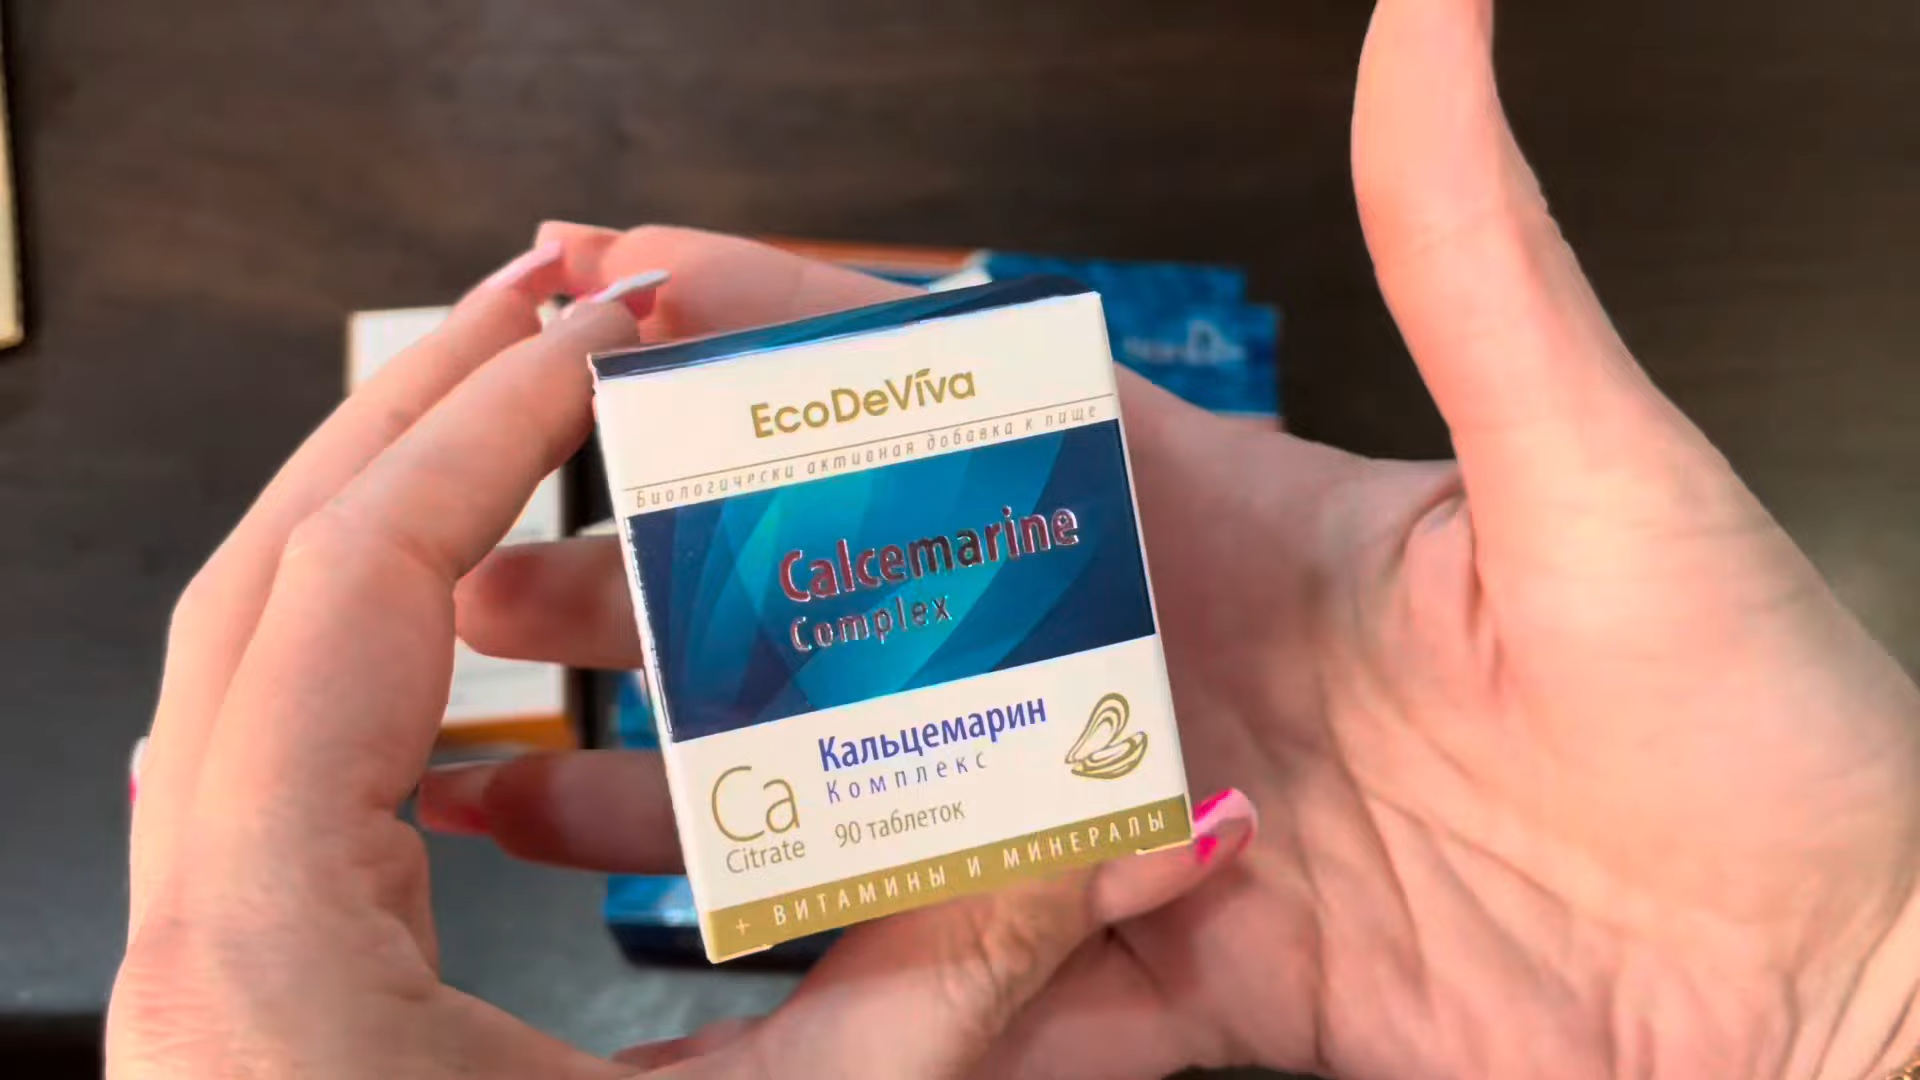 EcoDeViva
Биологически активная добавка к пище
Calcemarine
Complex
Кальцемарин
Комплекс
Ca
Citrate
90 таблеток
+ ВИТАМИНЫ И МИНЕРАЛЫ